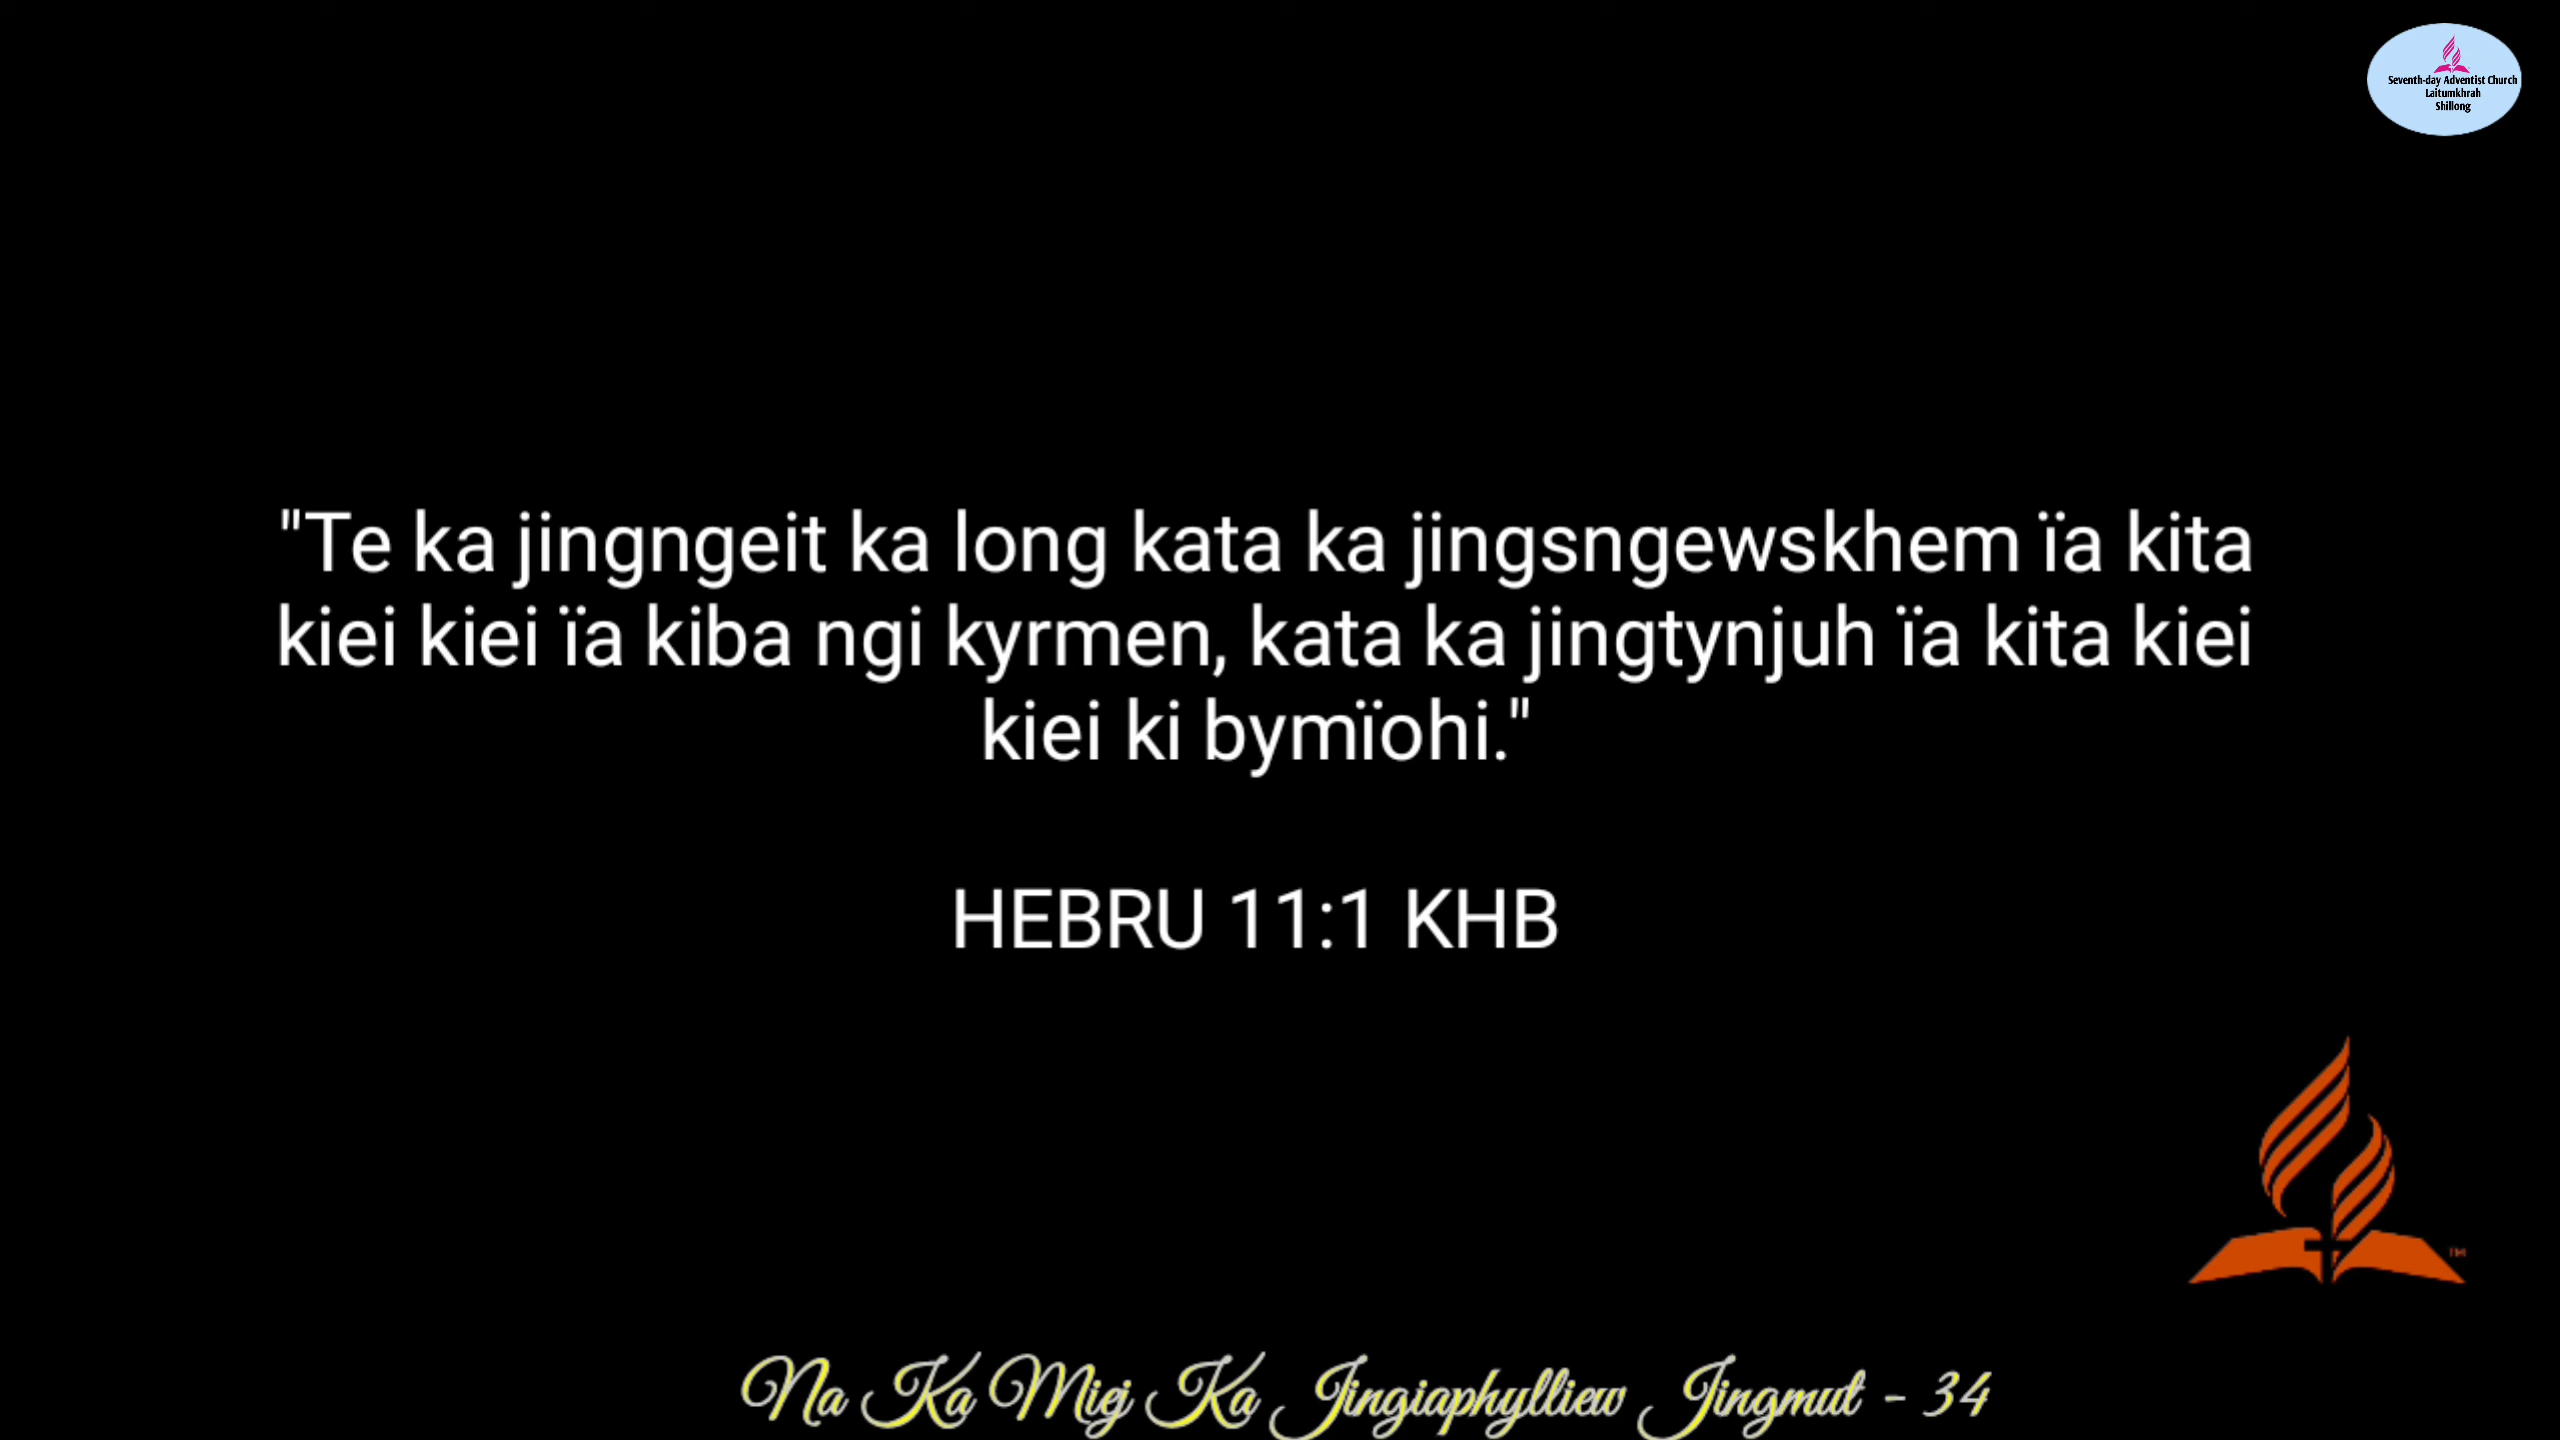 Seventh-day Adventist Church
Laitumkhrah
Shillong
"Te ka jingngeit ka long kata ka jingsngewskhem ïa kita
kiei kiei ïa kiba ngi kyrmen, kata ka jingtynjuh ïa kita kiei
kiei ki bymïohi."
HEBRU 11:1 KHB
TM
Na Ka Miej Ka Jingiaphylliew Jingmut - 34